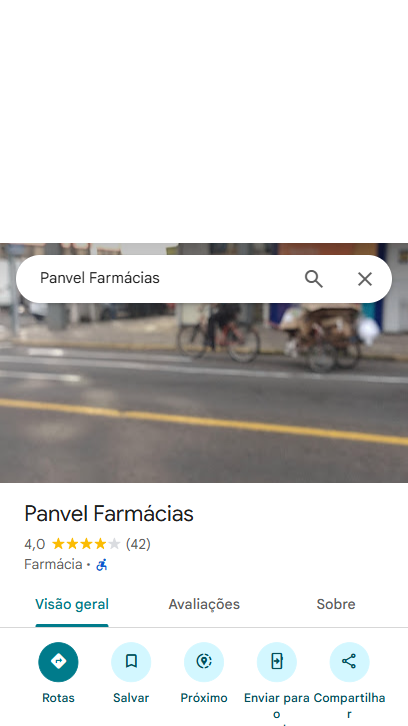 Panvel Farmácias
Panvel Farmácias
4,0 (42)
Farmácia ·
Visão geral Avaliações Sobre
Rotas Salvar Próximo Enviar para o Compartilhar